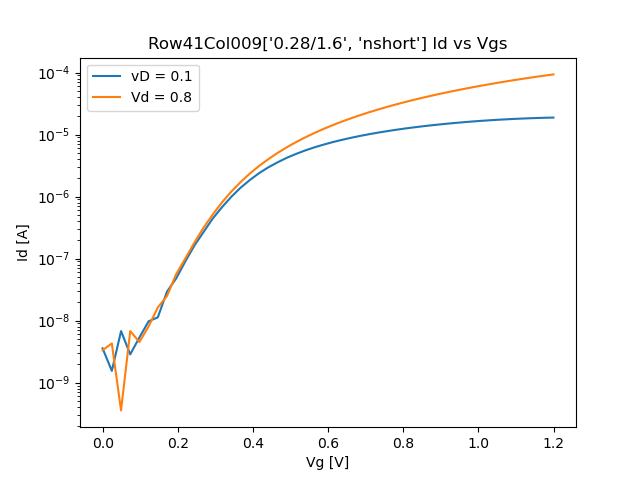 Row41Col009['0.28/1.6', 'nshort'] Id vs Vgs
vD = 0.1
Vd = 0.8
Id [A]
10⁻⁴
10⁻⁵
10⁻⁶
10⁻⁷
10⁻⁸
10⁻⁹
0.0 0.2 0.4 0.6 0.8 1.0 1.2
Vg [V]